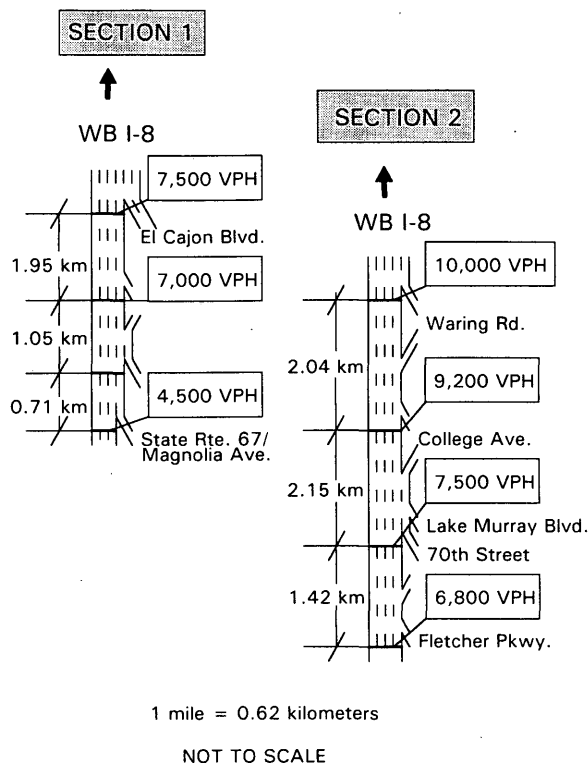 SECTION 1
WB I-8
7,500 VPH
El Cajon Blvd.
1.95 km
7,000 VPH
1.05 km
4,500 VPH
0.71 km
State Rte. 67/
Magnolia Ave.
SECTION 2
WB I-8
10,000 VPH
Waring Rd.
2.04 km
9,200 VPH
College Ave.
7,500 VPH
2.15 km
Lake Murray Blvd.
70th Street
1.42 km
6,800 VPH
Fletcher Pkwy.
1 mile = 0.62 kilometers
NOT TO SCALE